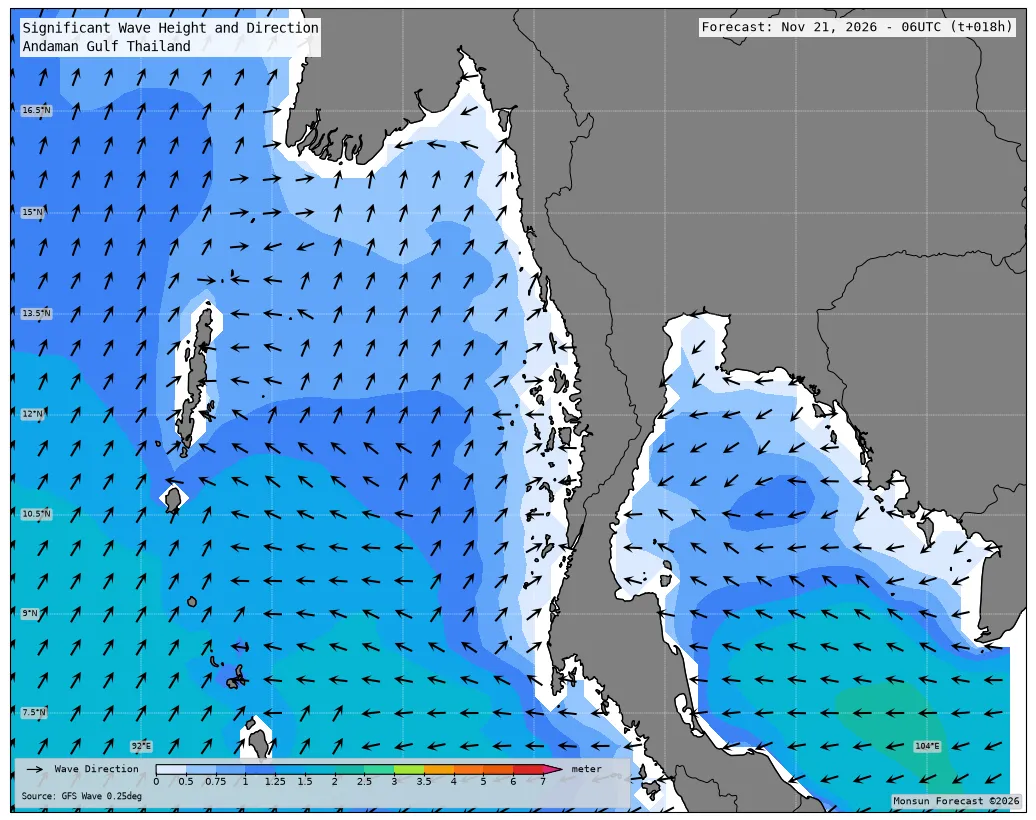 Significant Wave Height and Direction
Andaman Gulf Thailand
Forecast: Nov 21, 2026 - 06UTC (t+018h)
16.5°N
15°N
13.5°N
12°N
10.5°N
9°N
7.5°N
92°E
104°E
Wave Direction
0 0.5 0.75 1 1.25 1.5 2 2.5 3 3.5 4 5 6 7
meter
Source: GFS Wave 0.25deg
Monsun Forecast ©2026